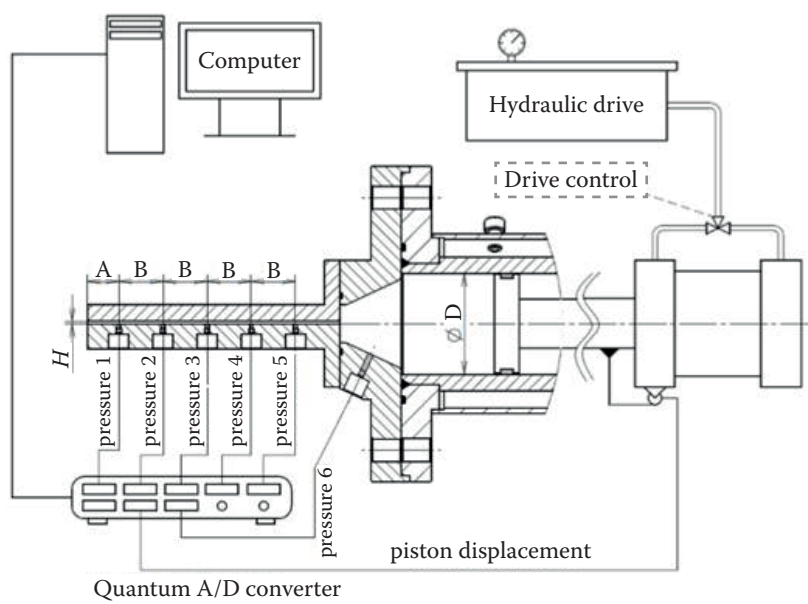 Computer
Hydraulic drive
Drive control
A
B
B
B
B
H
Ø D
pressure 1
pressure 2
pressure 3
pressure 4
pressure 5
pressure 6
piston displacement
Quantum A/D converter